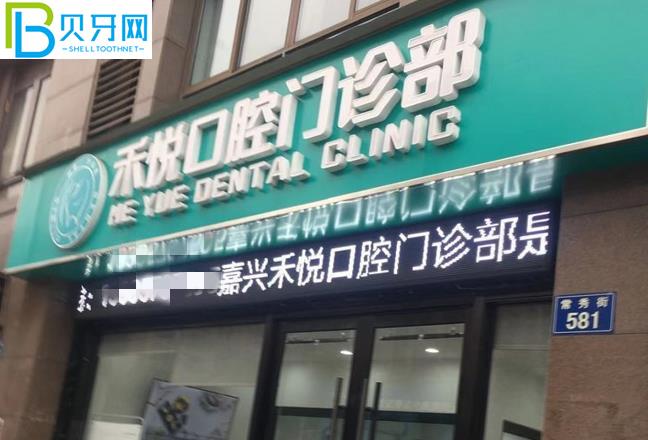 贝牙网
-SHELLTOOTHNET-
禾悦口腔门诊部
HE YUE DENTAL CLINIC
嘉兴禾悦口腔门诊部是
常秀街
581